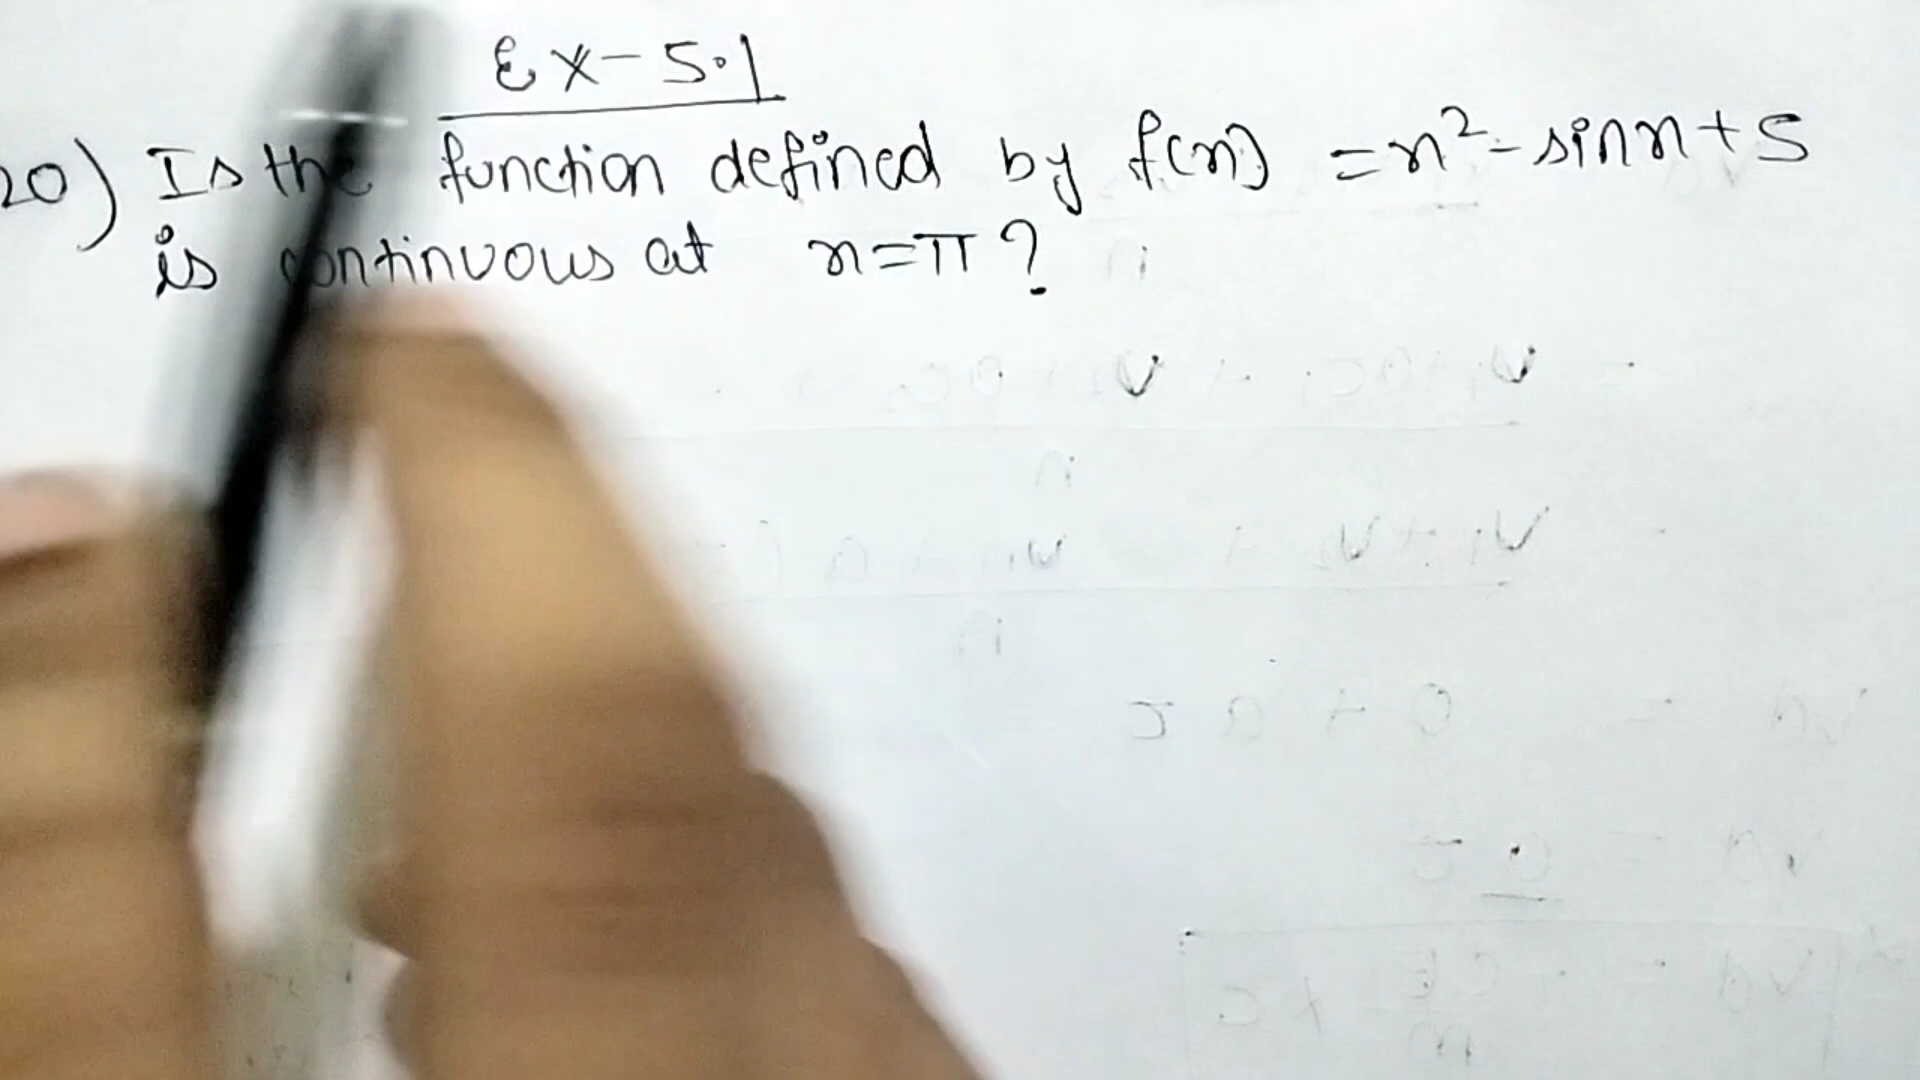 Ex-5.1
20) Is the function defined by f(x) = x² - sinx + 5
is continuous at x = π ?